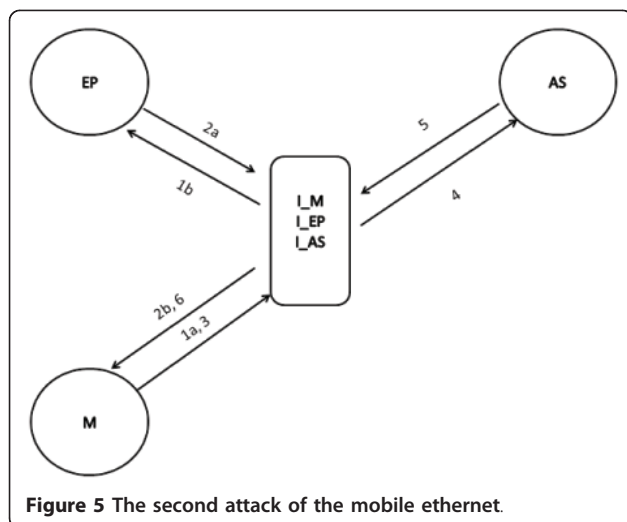 EP
AS
2a
5
1b
4
I_M
I_EP
I_AS
2b, 6
1a, 3
M
Figure 5 The second attack of the mobile ethernet.